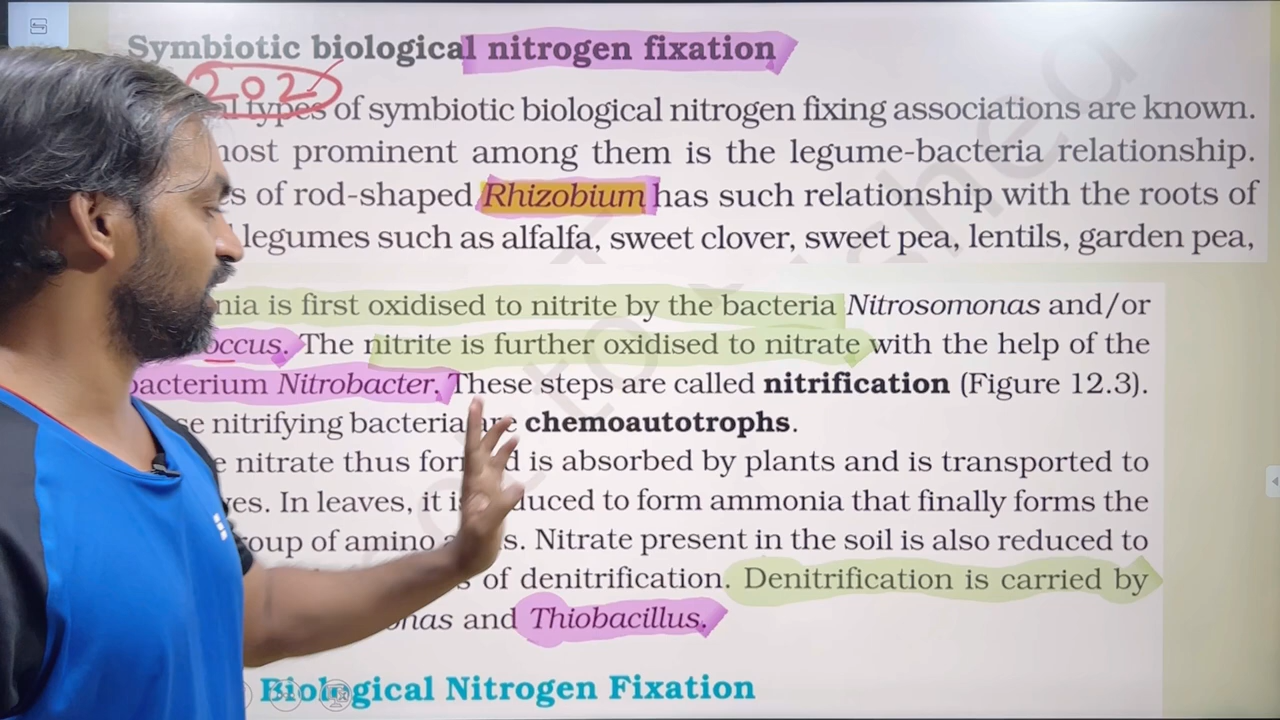 Symbiotic biological nitrogen fixation
202
types of symbiotic biological nitrogen fixing associations are known.
most prominent among them is the legume-bacteria relationship.
of rod-shaped Rhizobium has such relationship with the roots of
legumes such as alfalfa, sweet clover, sweet pea, lentils, garden pea,
nia is first oxidised to nitrite by the bacteria Nitrosomonas and/or
occus. The nitrite is further oxidised to nitrate with the help of the
bacterium Nitrobacter. These steps are called nitrification (Figure 12.3).
se nitrifying bacteria are chemoautotrophs.
nitrate thus formed is absorbed by plants and is transported to
In leaves, it is reduced to form ammonia that finally forms the
of amino Nitrate present in the soil is also reduced to
of denitrification. Denitrification is carried by
and Thiobacillus.
Biological Nitrogen Fixation